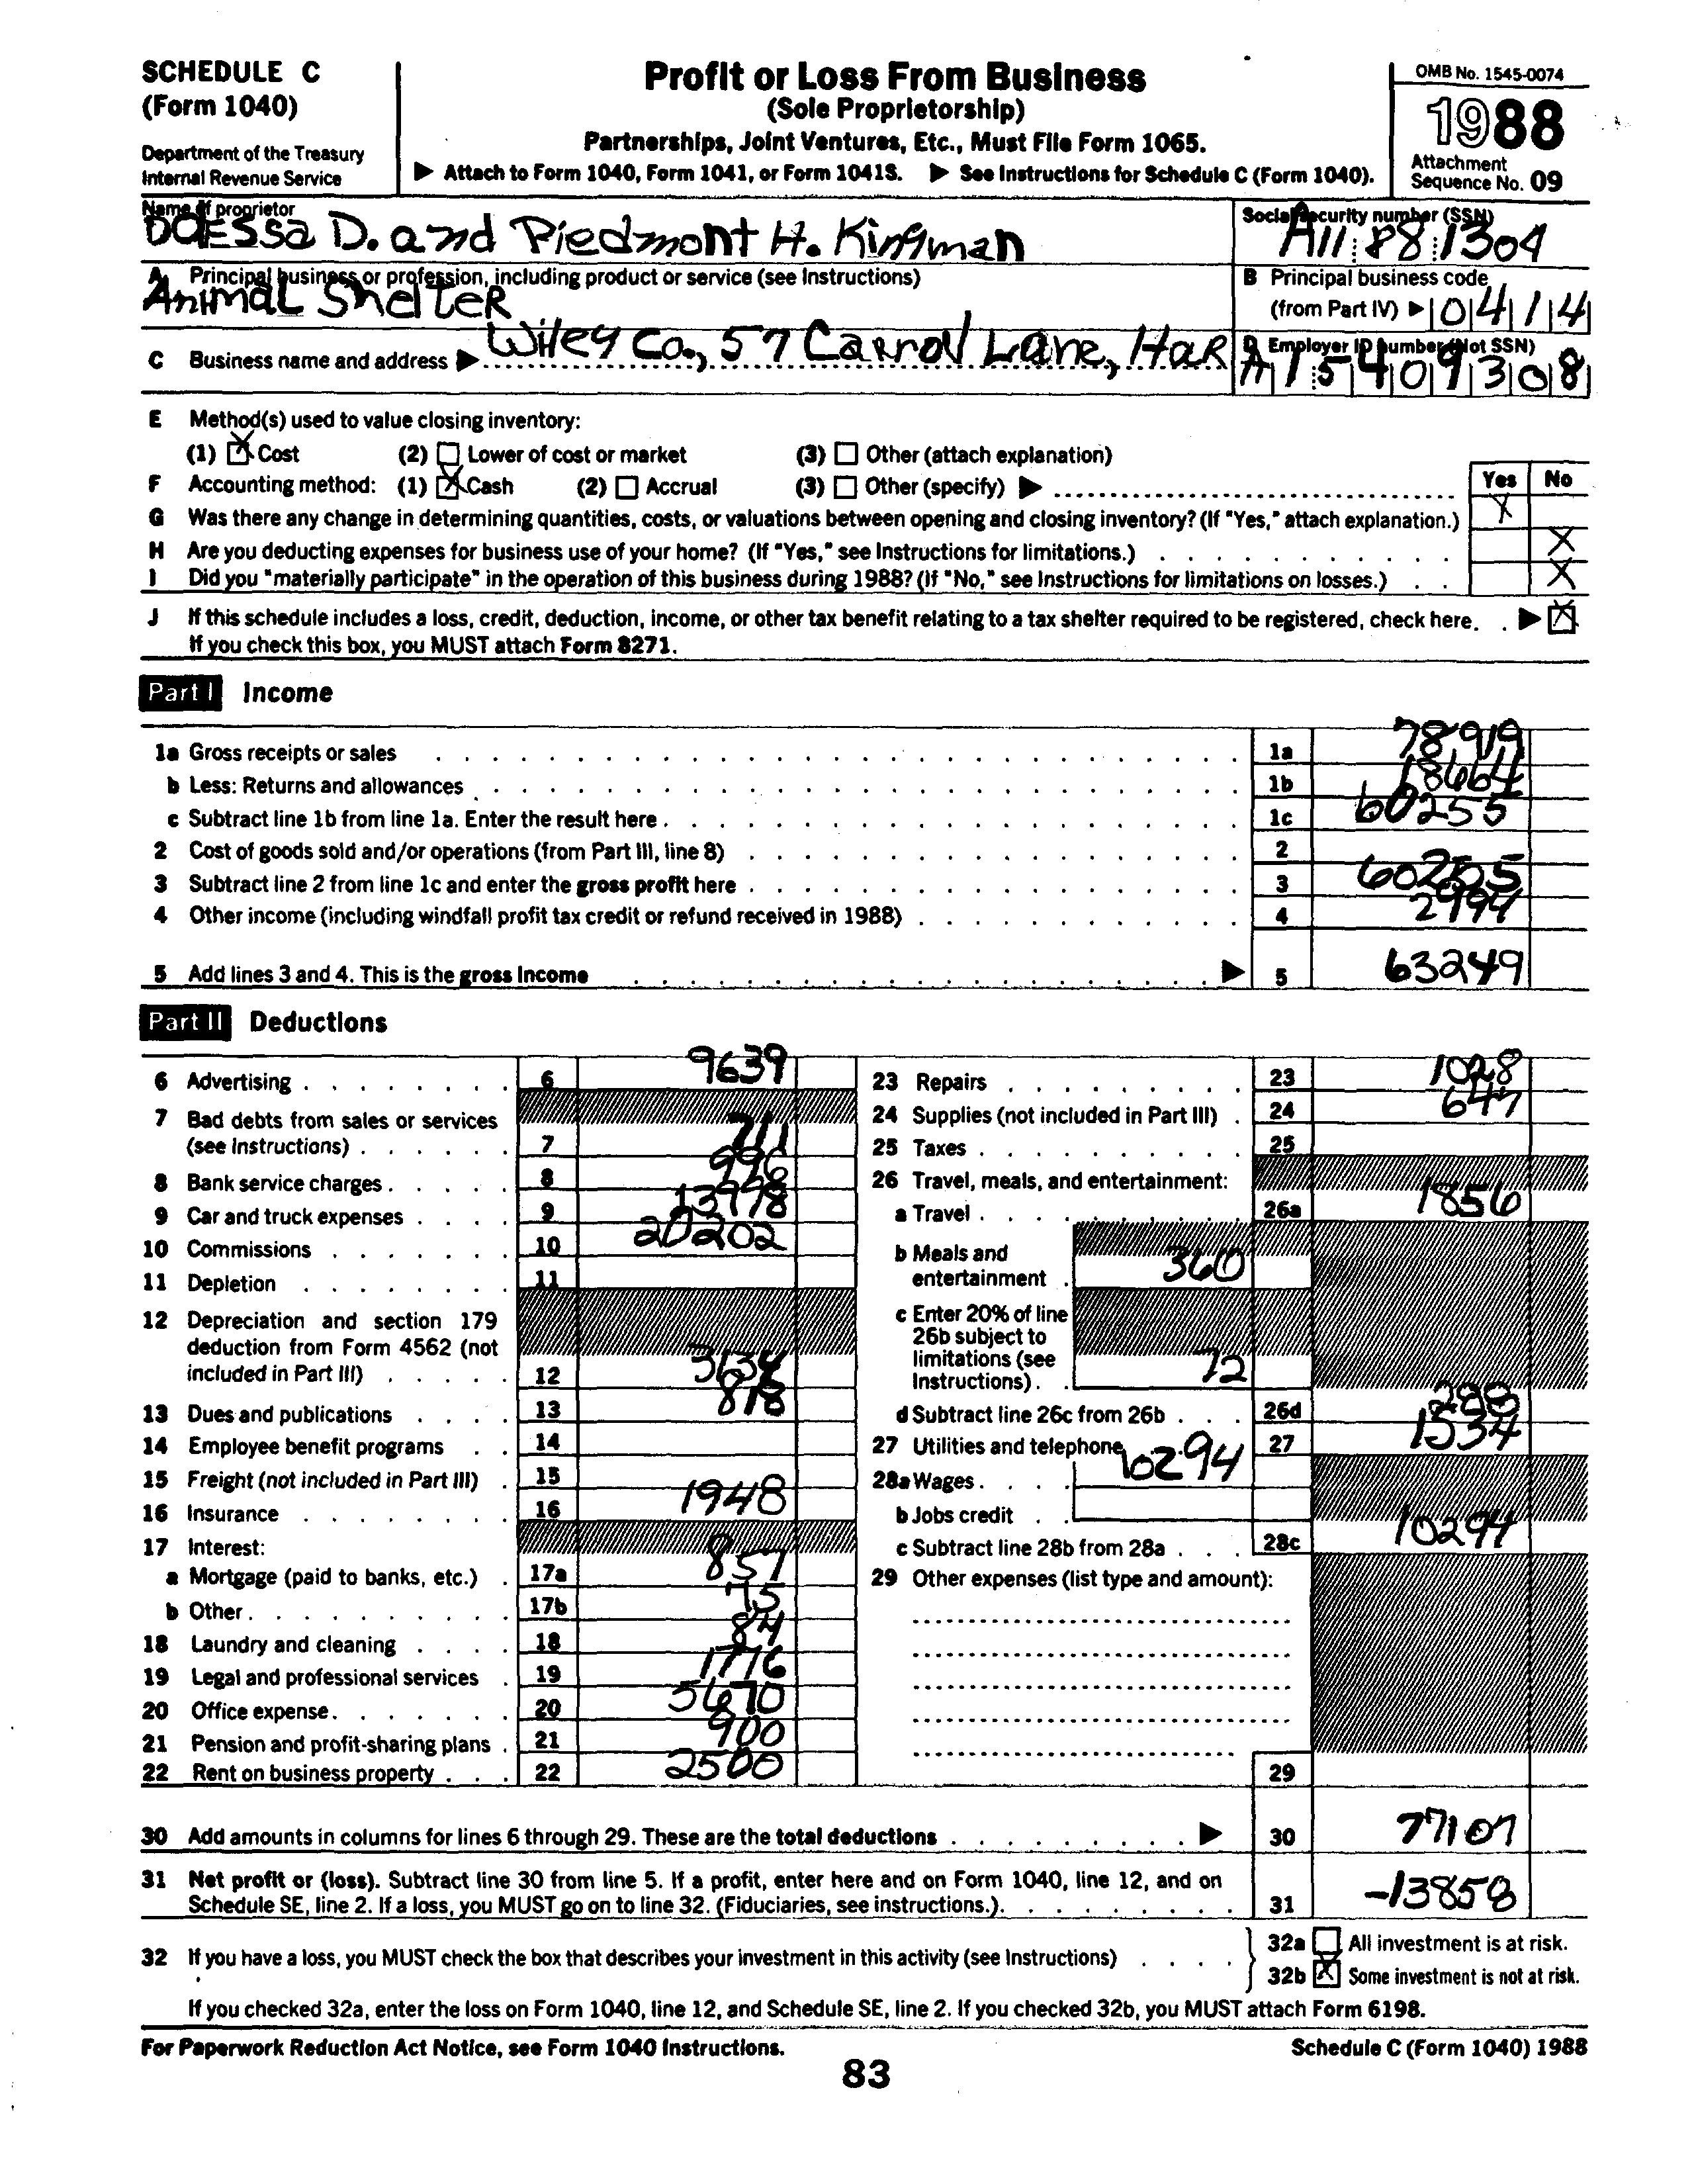 SCHEDULE C
(Form 1040)
Department of the Treasury
Internal Revenue Service
Profit or Loss From Business
(Sole Proprietorship)
Partnerships, Joint Ventures, Etc., Must File Form 1065.
▶ Attach to Form 1040, Form 1041, or Form 1041S. ▶ See Instructions for Schedule C (Form 1040).
OMB No. 1545-0074
1988
Attachment
Sequence No. 09
Name of proprietor
Odessa D. and Piedmont H. Kingman
Social security number (SSN)
A11 88 1304
A Principal business or profession, including product or service (see Instructions)
Animal Shelter
B Principal business code
(from Part IV) ▶ 0414
C Business name and address ▶ Wiley Co., 57 Carrol Lane, Har
D Employer ID number (Not SSN)
A15409308
E Method(s) used to value closing inventory:
(1) X Cost (2) Lower of cost or market (3) Other (attach explanation)
F Accounting method: (1) X Cash (2) Accrual (3) Other (specify) ▶
Yes No
G Was there any change in determining quantities, costs, or valuations between opening and closing inventory? (If "Yes," attach explanation.) X
H Are you deducting expenses for business use of your home? (If "Yes," see Instructions for limitations.) X
I Did you "materially participate" in the operation of this business during 1988? (If "No," see Instructions for limitations on losses.) X
J If this schedule includes a loss, credit, deduction, income, or other tax benefit relating to a tax shelter required to be registered, check here. ▶ X
If you check this box, you MUST attach Form 8271.
Part I Income
1a Gross receipts or sales 1a 78919
b Less: Returns and allowances 1b 18664
c Subtract line 1b from line 1a. Enter the result here 1c 60255
2 Cost of goods sold and/or operations (from Part III, line 8) 2
3 Subtract line 2 from line 1c and enter the gross profit here 3 60255
4 Other income (including windfall profit tax credit or refund received in 1988) 4 2994
5 Add lines 3 and 4. This is the gross income ▶ 5 63249
Part II Deductions
6 Advertising 6 9639
7 Bad debts from sales or services
(see Instructions) 7 711
8 Bank service charges 8 996
9 Car and truck expenses 9 13978
10 Commissions 10 20202
11 Depletion 11
12 Depreciation and section 179
deduction from Form 4562 (not
included in Part III) 12
13 Dues and publications 13 818
14 Employee benefit programs 14
15 Freight (not included in Part III) 15
16 Insurance 16 1948
17 Interest:
a Mortgage (paid to banks, etc.) 17a 857
b Other 17b 75
18 Laundry and cleaning 18 84
19 Legal and professional services 19 1776
20 Office expense 20 5670
21 Pension and profit-sharing plans 21 900
22 Rent on business property 22 2500
23 Repairs 23 1028
24 Supplies (not included in Part III) 24 647
25 Taxes 25
26 Travel, meals, and entertainment:
a Travel 26a 1856
b Meals and
entertainment 360
c Enter 20% of line
26b subject to
limitations (see
Instructions) 72
d Subtract line 26c from 26b 26d 288
27 Utilities and telephone 27 1534
28a Wages 10294
b Jobs credit
c Subtract line 28b from 28a 28c 10294
29 Other expenses (list type and amount):
29
30 Add amounts in columns for lines 6 through 29. These are the total deductions ▶ 30 77107
31 Net profit or (loss). Subtract line 30 from line 5. If a profit, enter here and on Form 1040, line 12, and on
Schedule SE, line 2. If a loss, you MUST go on to line 32. (Fiduciaries, see instructions.) 31 -13858
32 If you have a loss, you MUST check the box that describes your investment in this activity (see Instructions)
32a All investment is at risk.
32b X Some investment is not at risk.
If you checked 32a, enter the loss on Form 1040, line 12, and Schedule SE, line 2. If you checked 32b, you MUST attach Form 6198.
For Paperwork Reduction Act Notice, see Form 1040 Instructions.
Schedule C (Form 1040) 1988
83